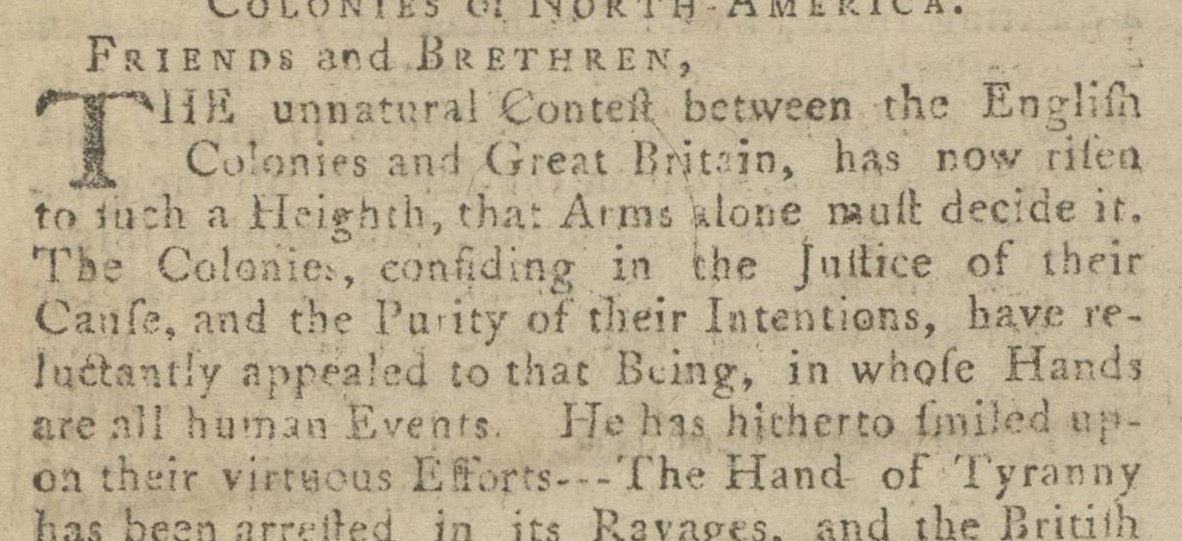 COLONIES of NORTH-AMERICA.
FRIENDS and BRETHREN,
THE unnatural Conteſt between the Engliſh
Colonies and Great Britain, has now riſen
to ſuch a Heighth, that Arms alone muſt decide it.
The Colonies, confiding in the Juſtice of their
Cauſe, and the Purity of their Intentions, have re-
luctantly appealed to that Being, in whoſe Hands
are all human Events. He has hitherto ſmiled up-
on their virtuous Efforts---The Hand of Tyranny
has been arreſted in its Ravages, and the Britiſh